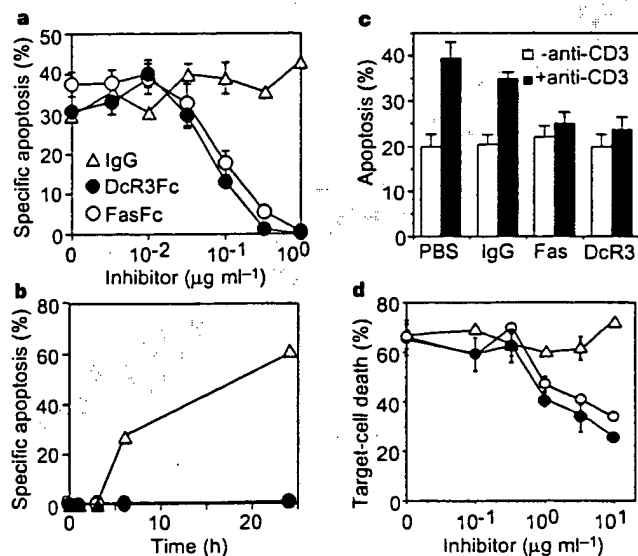 a
Specific apoptosis (%)
50
40
30
20
10
0
IgG
DcR3Fc
FasFc
0 10-2 10-1 100
Inhibitor (μg ml-1)
b
Specific apoptosis (%)
80
60
40
20
0
0 10 20
Time (h)
c
Apoptosis (%)
50
40
30
20
10
0
-anti-CD3
+anti-CD3
PBS IgG Fas DcR3
d
Target-cell death (%)
80
60
40
20
0
0 10-1 100 101
Inhibitor (μg ml-1)